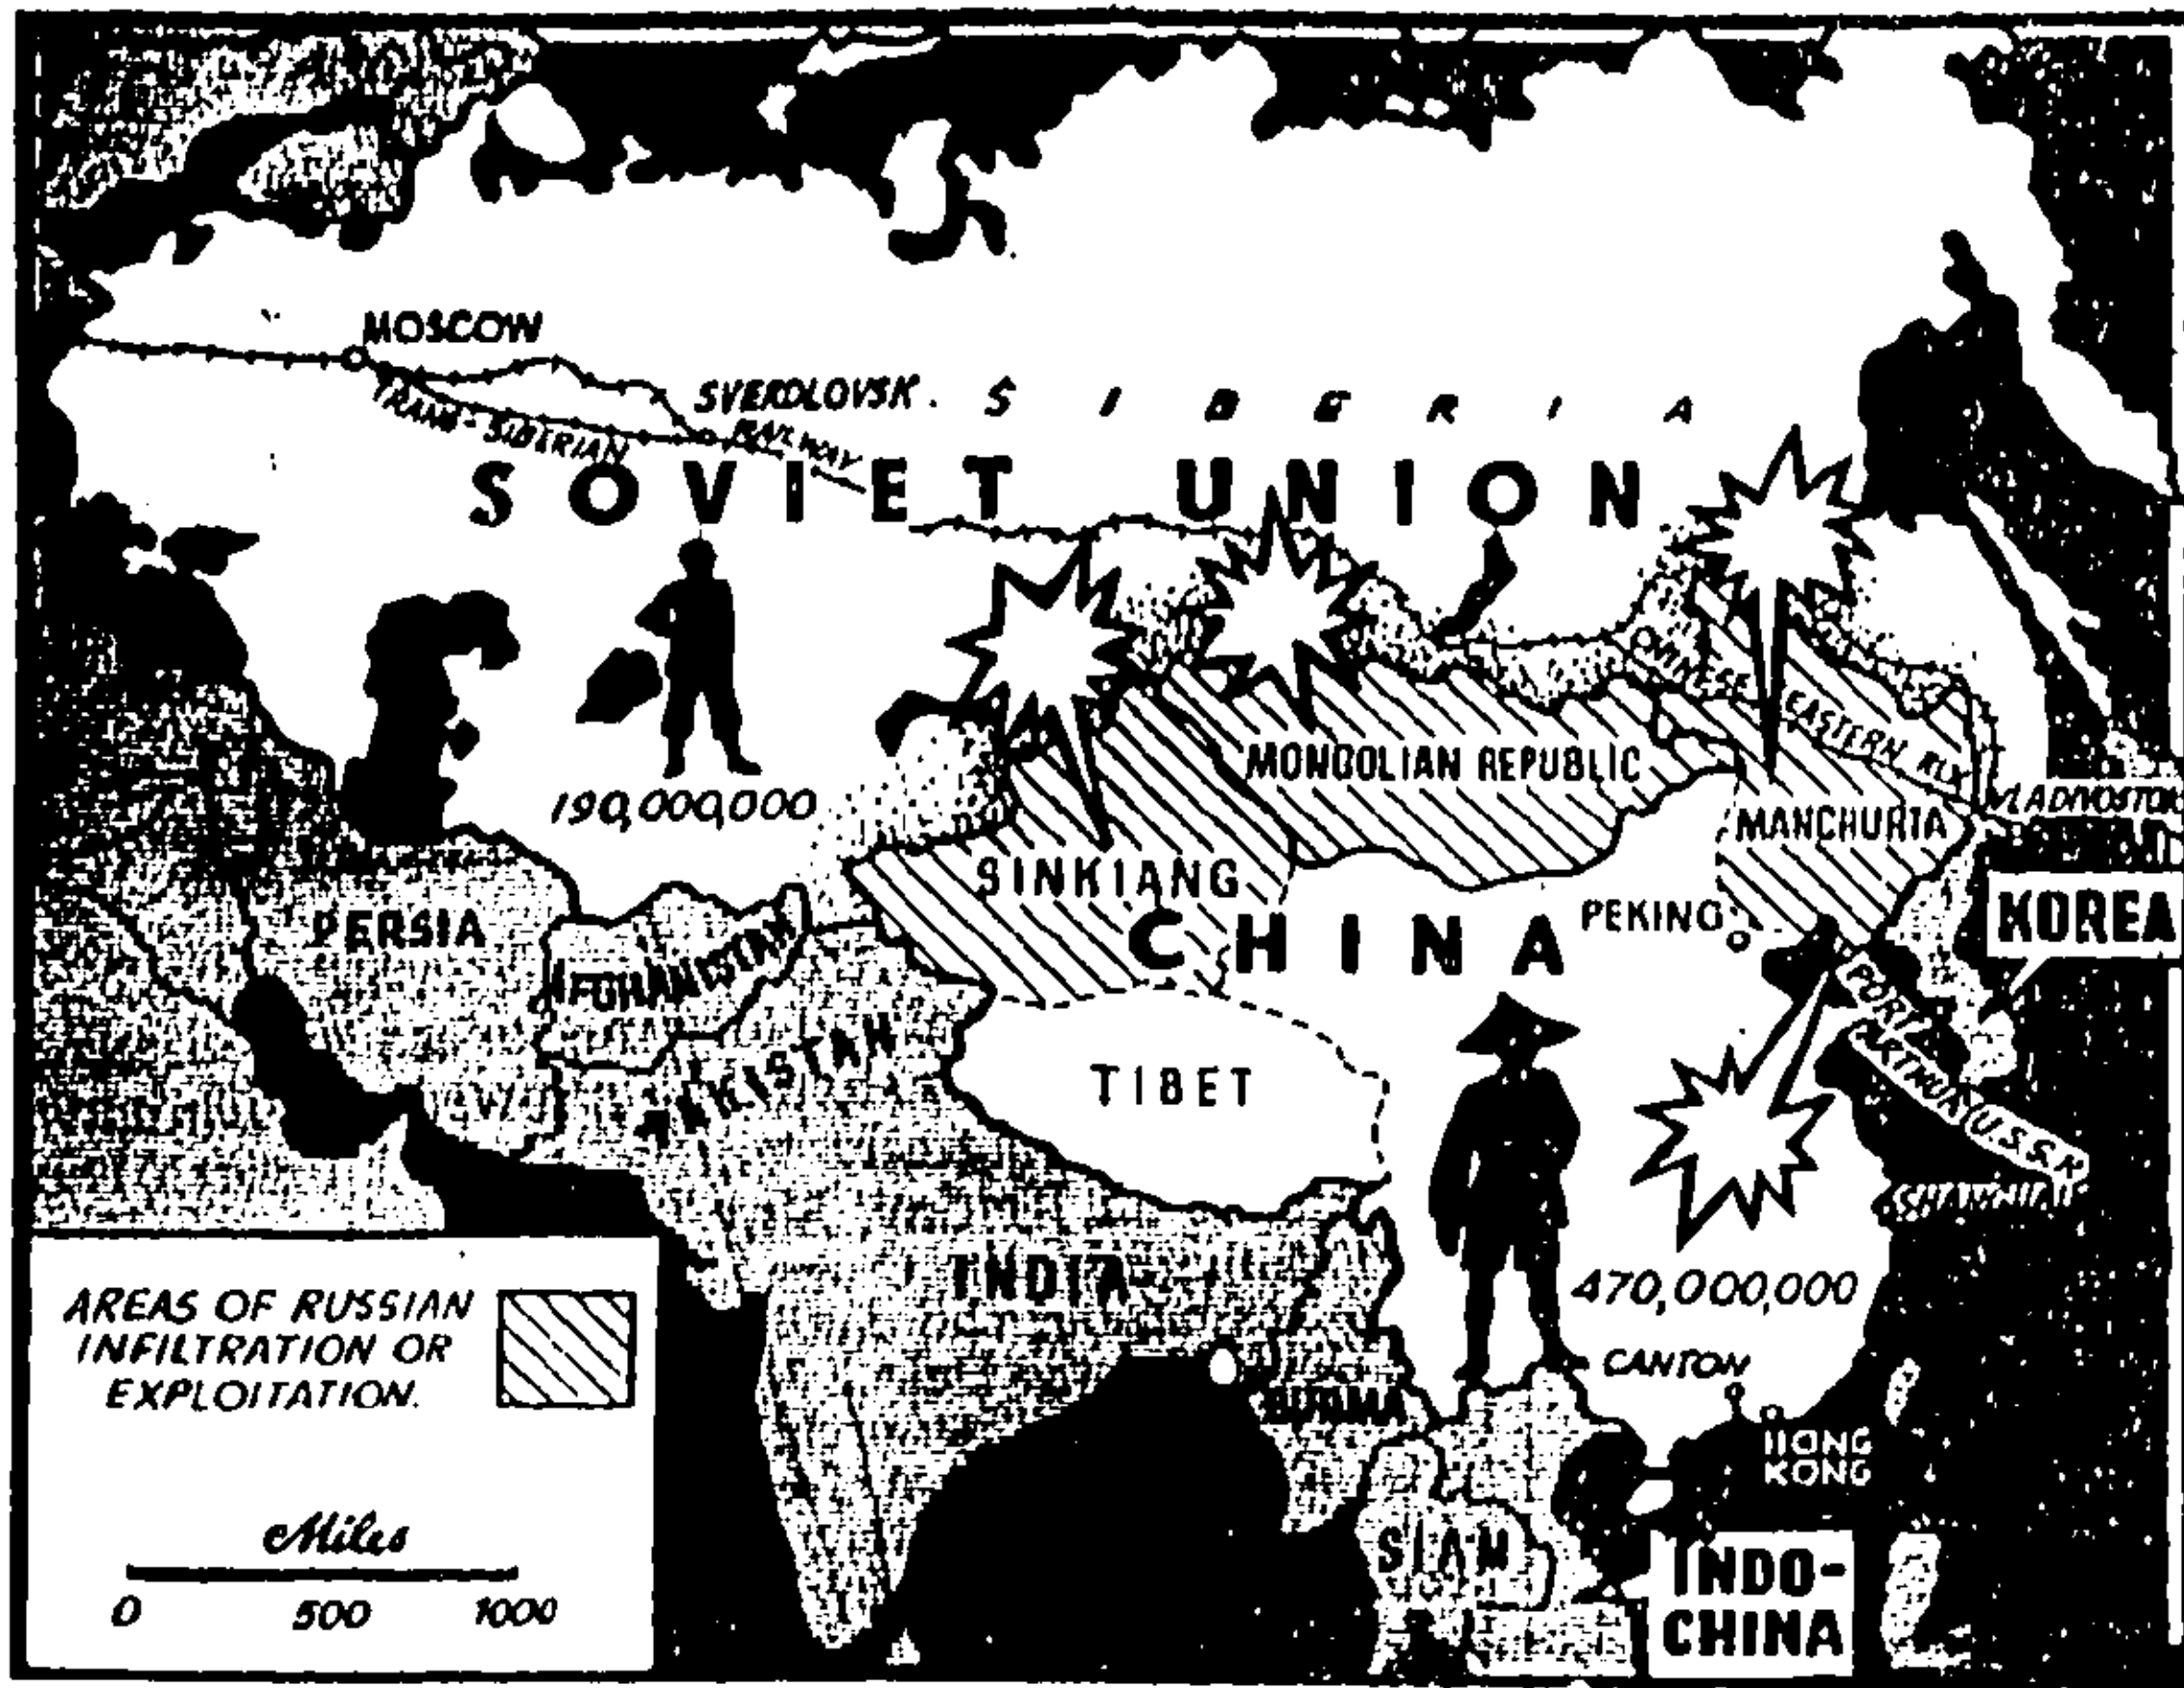 MOSCOW
TRANS-SIBERIAN RAILWAY
SVERDLOVSK
SIBERIA
SOVIET UNION
190,000,000
MONGOLIAN REPUBLIC
CHINESE EASTERN RLY
VLADIVOSTOK
MANCHURIA
SINKIANG
CHINA
PEKING
KOREA
PERSIA
AFGHANISTAN
PAKISTAN
TIBET
PORT ARTHUR (U.S.S.R.
SHANGHAI
INDIA
470,000,000
CANTON
HONG
KONG
BURMA
SIAM
INDO-
CHINA
AREAS OF RUSSIAN
INFILTRATION OR
EXPLOITATION.
Miles
0 500 1000